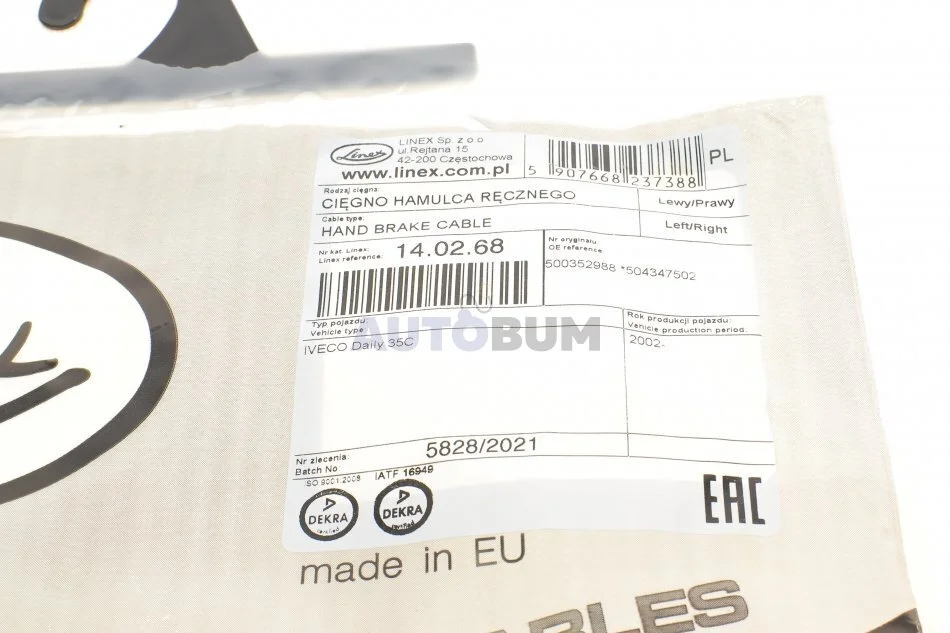 Linex
LINEX Sp. z o o
ul Rejtana 15
42-200 Częstochowa
www.linex.com.pl
5 907668 237388
PL
Rodzaj cięgna:
CIĘGNO HAMULCA RĘCZNEGO
Lewy/Prawy
Cable type:
HAND BRAKE CABLE
Left/Right
Nr kat. Linex:
Linex reference:
14.02.68
Nr oryginału
OE reference
500352988 *504347502
Typ pojazdu
Vehicle type
IVECO Daily 35C
Rok produkcji pojazdu:
Vehicle production period.
2002-
AUTOBUM
Nr zlecenia:
Batch No
5828/2021
ISO 9001:2008
IATF 16949
DEKRA
certified
DEKRA
certified
EAC
made in EU